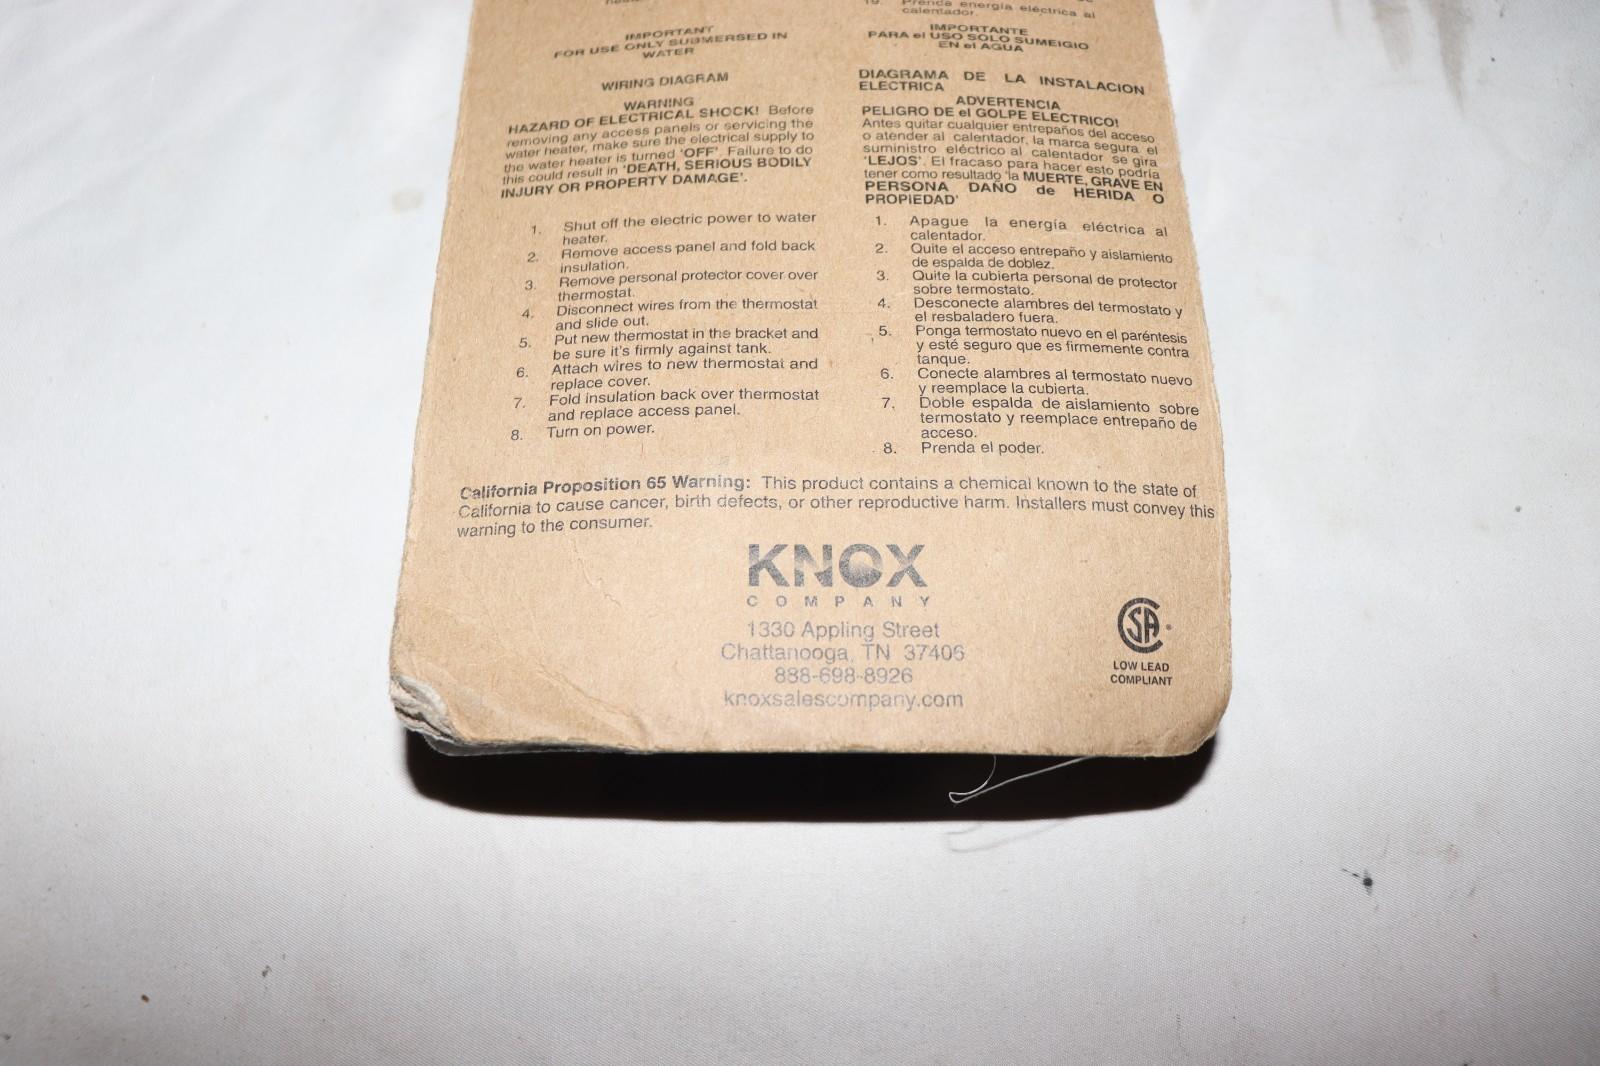 IMPORTANT
FOR USE ONLY SUBMERSED IN
WATER
WIRING DIAGRAM
WARNING
HAZARD OF ELECTRICAL SHOCK! Before
removing any access panels or servicing the
water heater, make sure the electrical supply to
the water heater is turned 'OFF'. Failure to do
this could result in 'DEATH, SERIOUS BODILY
INJURY OR PROPERTY DAMAGE'.
1. Shut off the electric power to water
heater.
2. Remove access panel and fold back
insulation.
3. Remove personal protector cover over
thermostat.
4. Disconnect wires from the thermostat
and slide out.
5. Put new thermostat in the bracket and
be sure it's firmly against tank.
6. Attach wires to new thermostat and
replace cover.
7. Fold insulation back over thermostat
and replace access panel.
8. Turn on power.
19. Prenda energía eléctrica al
calentador.
IMPORTANTE
PARA el USO SOLO SUMEIGIO
EN el AGUA
DIAGRAMA DE LA INSTALACION
ELECTRICA
ADVERTENCIA
PELIGRO DE el GOLPE ELECTRICO!
Antes quitar cualquier entrepaños del acceso
o atender al calentador, la marca segura el
suministro eléctrico al calentador se gira
'LEJOS'. El fracaso para hacer esto podría
tener como resultado 'la MUERTE, GRAVE EN
PERSONA DAÑO de HERIDA O
PROPIEDAD'
1. Apague la energía eléctrica al
calentador.
2. Quite el acceso entrepaño y aislamiento
de espalda de doblez.
3. Quite la cubierta personal de protector
sobre termostato.
4. Desconecte alambres del termostato y
el resbaladero fuera.
5. Ponga termostato nuevo en el paréntesis
y esté seguro que es firmemente contra
tanque.
6. Conecte alambres al termostato nuevo
y reemplace la cubierta.
7. Doble espalda de aislamiento sobre
termostato y reemplace entrepaño de
acceso.
8. Prenda el poder.
California Proposition 65 Warning: This product contains a chemical known to the state of
California to cause cancer, birth defects, or other reproductive harm. Installers must convey this
warning to the consumer.
KNOX
COMPANY
1330 Appling Street
Chattanooga, TN 37406
888-698-8926
knoxsalescompany.com
SA
LOW LEAD
COMPLIANT